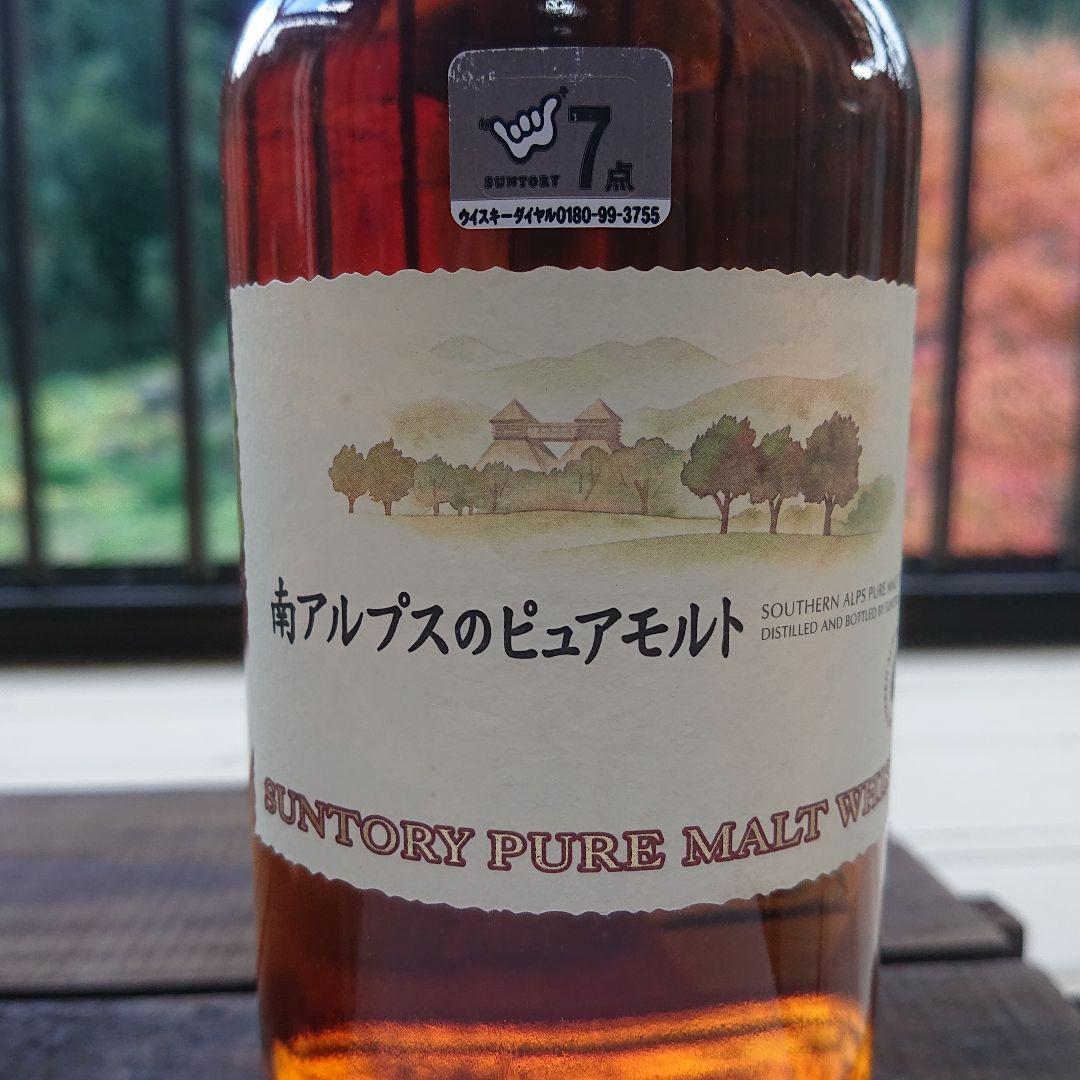 SUNTORY 7点
ウイスキーダイヤル0180-99-3755
南アルプスのピュアモルト
SOUTHERN ALPS PURE
DISTILLED AND BOTTLED BY
SUNTORY PURE MALT